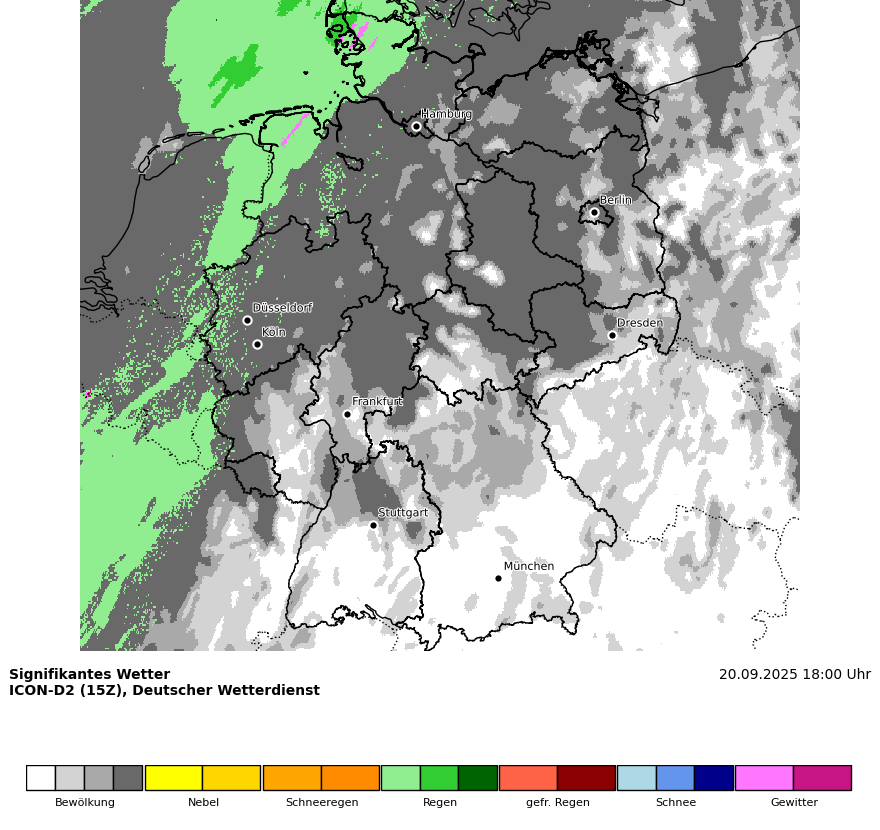 Hamburg
Berlin
Düsseldorf
Köln
Dresden
Frankfurt
Stuttgart
München
Signifikantes Wetter
20.09.2025 18:00 Uhr
ICON-D2 (15Z), Deutscher Wetterdienst
Bewölkung Nebel Schneeregen Regen gefr. Regen Schnee Gewitter